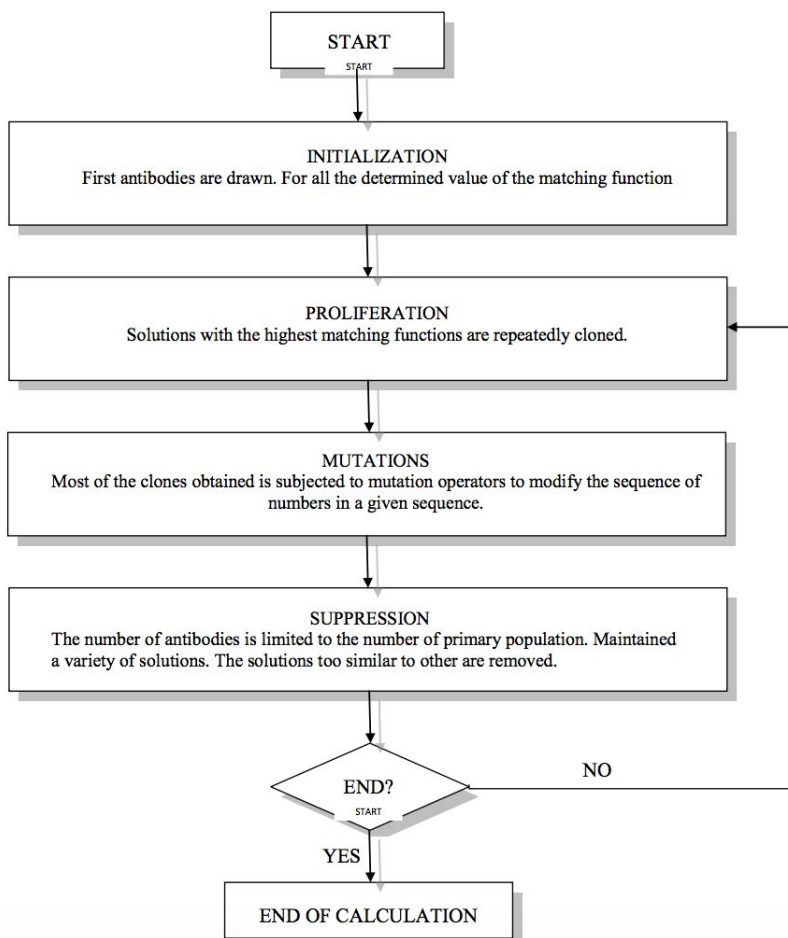 START
START
INITIALIZATION
First antibodies are drawn. For all the determined value of the matching function
PROLIFERATION
Solutions with the highest matching functions are repeatedly cloned.
MUTATIONS
Most of the clones obtained is subjected to mutation operators to modify the sequence of
numbers in a given sequence.
SUPPRESSION
The number of antibodies is limited to the number of primary population. Maintained
a variety of solutions. The solutions too similar to other are removed.
END?
START
NO
YES
END OF CALCULATION